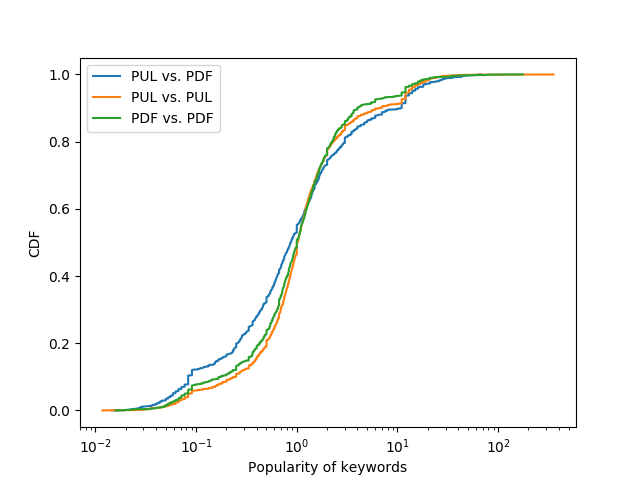 PUL vs. PDF
PUL vs. PUL
PDF vs. PDF
1.0
0.8
0.6
0.4
0.2
0.0
CDF
10⁻² 10⁻¹ 10⁰ 10¹ 10²
Popularity of keywords